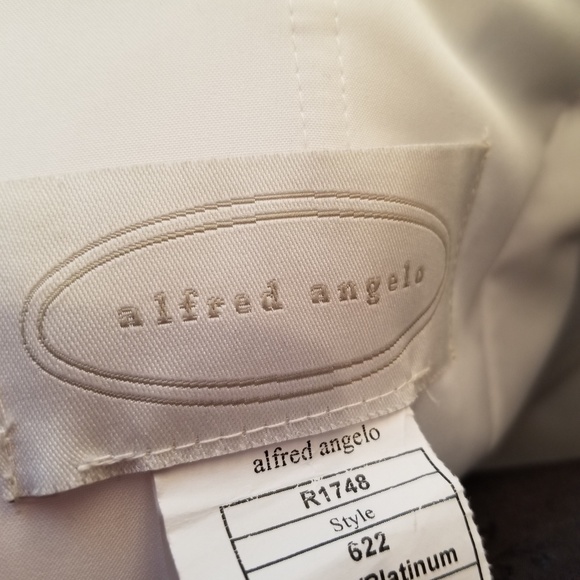 alfred angelo
alfred angelo
R1748
Style
622
/Platinum